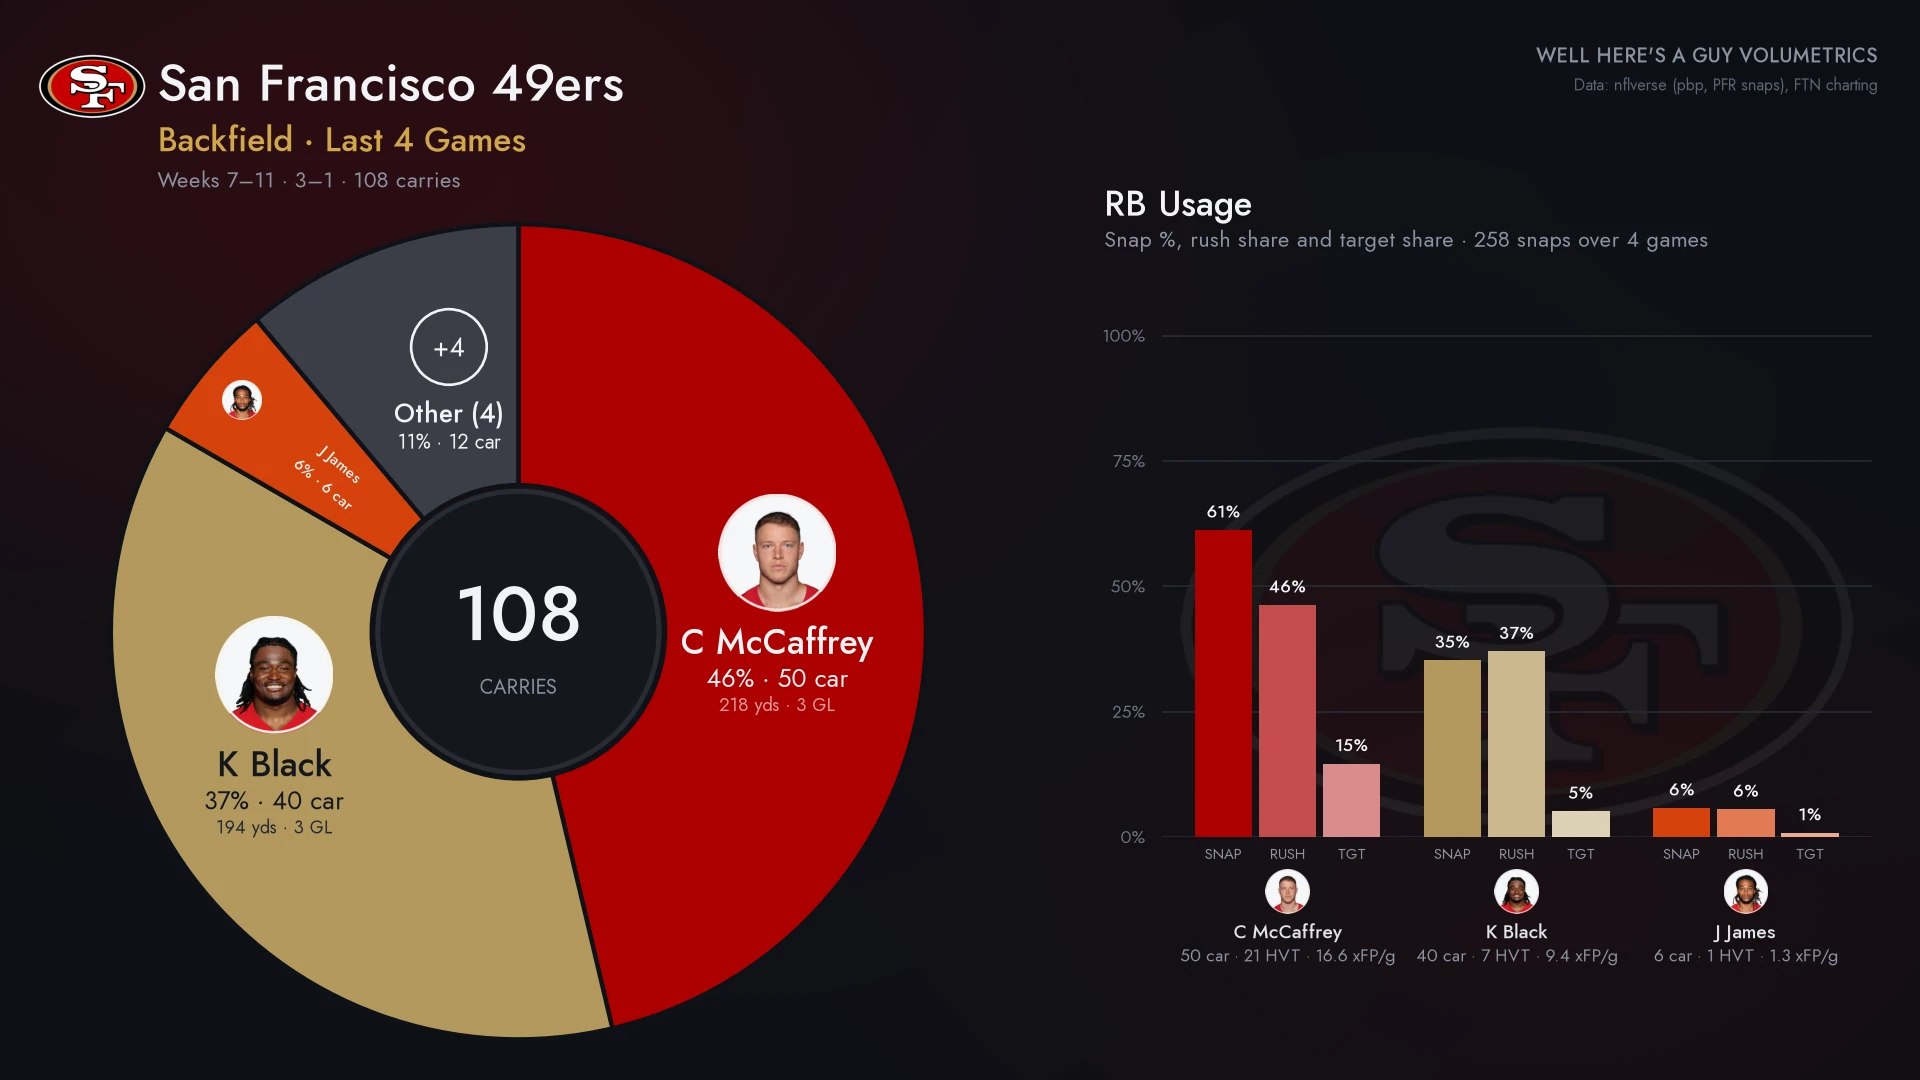 SF
San Francisco 49ers
Backfield · Last 4 Games
Weeks 7–11 · 3–1 · 108 carries
WELL HERE'S A GUY VOLUMETRICS
Data: nflverse (pbp, PFR snaps), FTN charting
+4
Other (4)
11% · 12 car
J James
6% · 6 car
C McCaffrey
46% · 50 car
218 yds · 3 GL
108
CARRIES
K Black
37% · 40 car
194 yds · 3 GL
RB Usage
Snap %, rush share and target share · 258 snaps over 4 games
100%
75%
50%
25%
0%
61%
46%
15%
35%
37%
5%
6%
6%
1%
SNAP RUSH TGT SNAP RUSH TGT SNAP RUSH TGT
C McCaffrey K Black J James
50 car · 21 HVT · 16.6 xFP/g 40 car · 7 HVT · 9.4 xFP/g 6 car · 1 HVT · 1.3 xFP/g